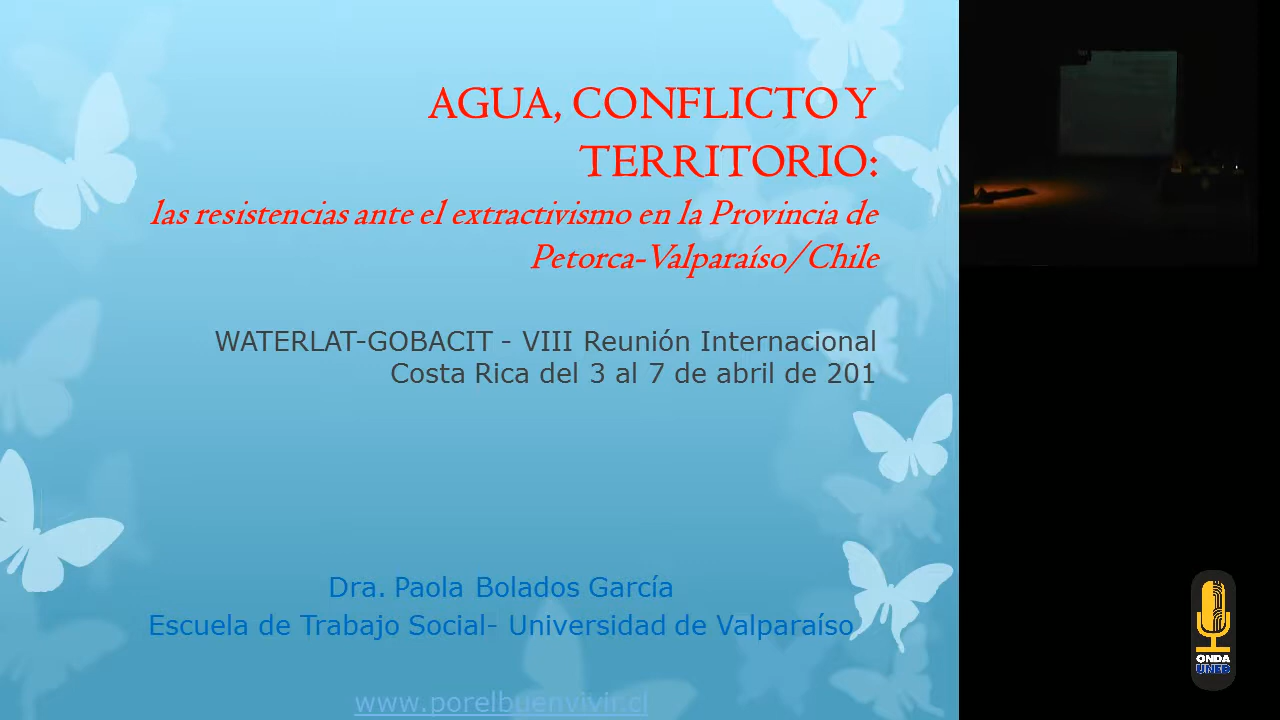 AGUA, CONFLICTO Y
TERRITORIO:
las resistencias ante el extractivismo en la Provincia de
Petorca-Valparaíso/Chile
WATERLAT-GOBACIT - VIII Reunión Internacional
Costa Rica del 3 al 7 de abril de 201
Dra. Paola Bolados García
Escuela de Trabajo Social- Universidad de Valparaíso
www.porelbuenvivir.cl
ONDA
UNED